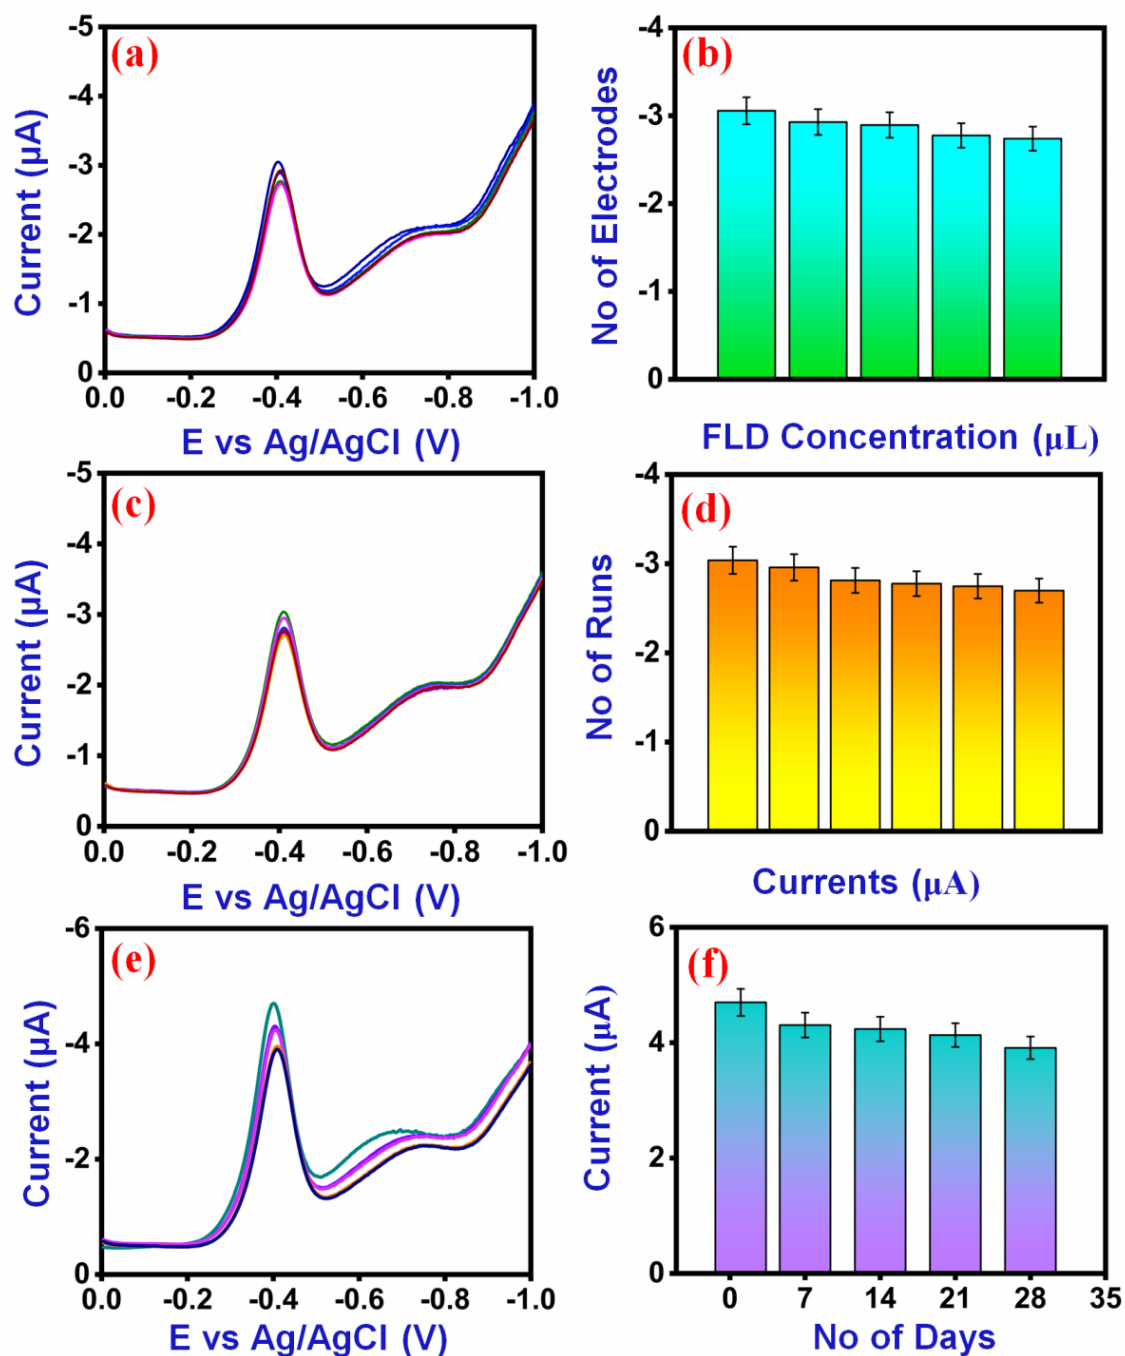 (a)
Current (µA)
-5
-4
-3
-2
-1
0
0.0 -0.2 -0.4 -0.6 -0.8 -1.0
E vs Ag/AgCl (V)
(b)
No of Electrodes
-4
-3
-2
-1
0
FLD Concentration (µL)
(c)
Current (µA)
-5
-4
-3
-2
-1
0
0.0 -0.2 -0.4 -0.6 -0.8 -1.0
E vs Ag/AgCl (V)
(d)
No of Runs
-4
-3
-2
-1
0
Currents (µA)
(e)
Current (µA)
-6
-4
-2
0
0.0 -0.2 -0.4 -0.6 -0.8 -1.0
E vs Ag/AgCl (V)
(f)
Current (µA)
6
4
2
0
0 7 14 21 28 35
No of Days